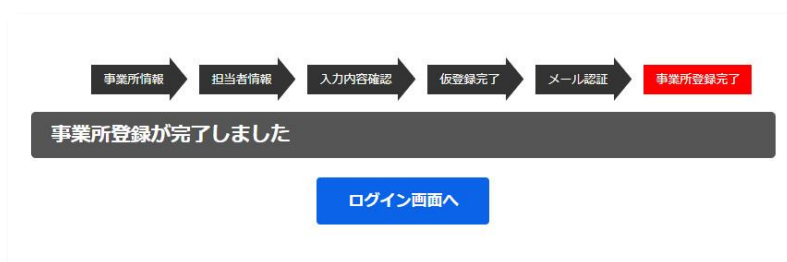 事業所情報 担当者情報 入力内容確認 仮登録完了 メール認証 事業所登録完了
事業所登録が完了しました
ログイン画面へ